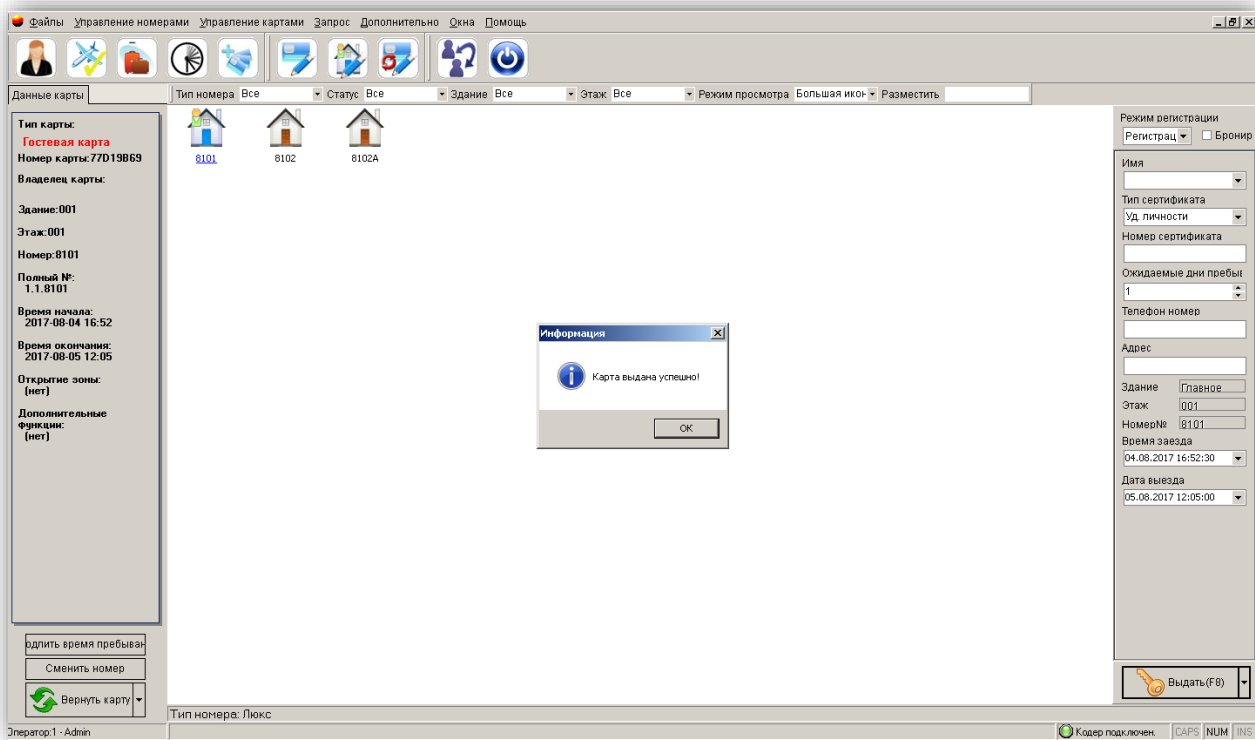 Файлы Управление номерами Управление картами Запрос Дополнительно Окна Помощь
Данные карты
Тип номера Все Статус Все Здание Все Этаж Все Режим просмотра Большая икон Разместить
Тип карты:
Гостевая карта
Номер карты:77D19B69
Владелец карты:
Здание:001
Этаж:001
Номер:8101
Полный №:
1.1.8101
Время начала:
2017-08-04 16:52
Время окончания:
2017-08-05 12:05
Открытие зоны:
(нет)
Дополнительные
функции:
(нет)
одлить время пребыван
Сменить номер
Вернуть карту
8101 8102 8102A
Информация
Карта выдана успешно!
OK
Режим регистрации
Регистрац Бронир
Имя
Тип сертификата
Уд. личности
Номер сертификата
Ожидаемые дни пребы
1
Телефон номер
Адрес
Здание Главное
Этаж 001
Номер№ 8101
Время заезда
04.08.2017 16:52:30
Дата выезда
05.08.2017 12:05:00
Выдать(F8)
Тип номера: Люкс
Оператор:1 - Admin
Кодер подключен. CAPS NUM INS